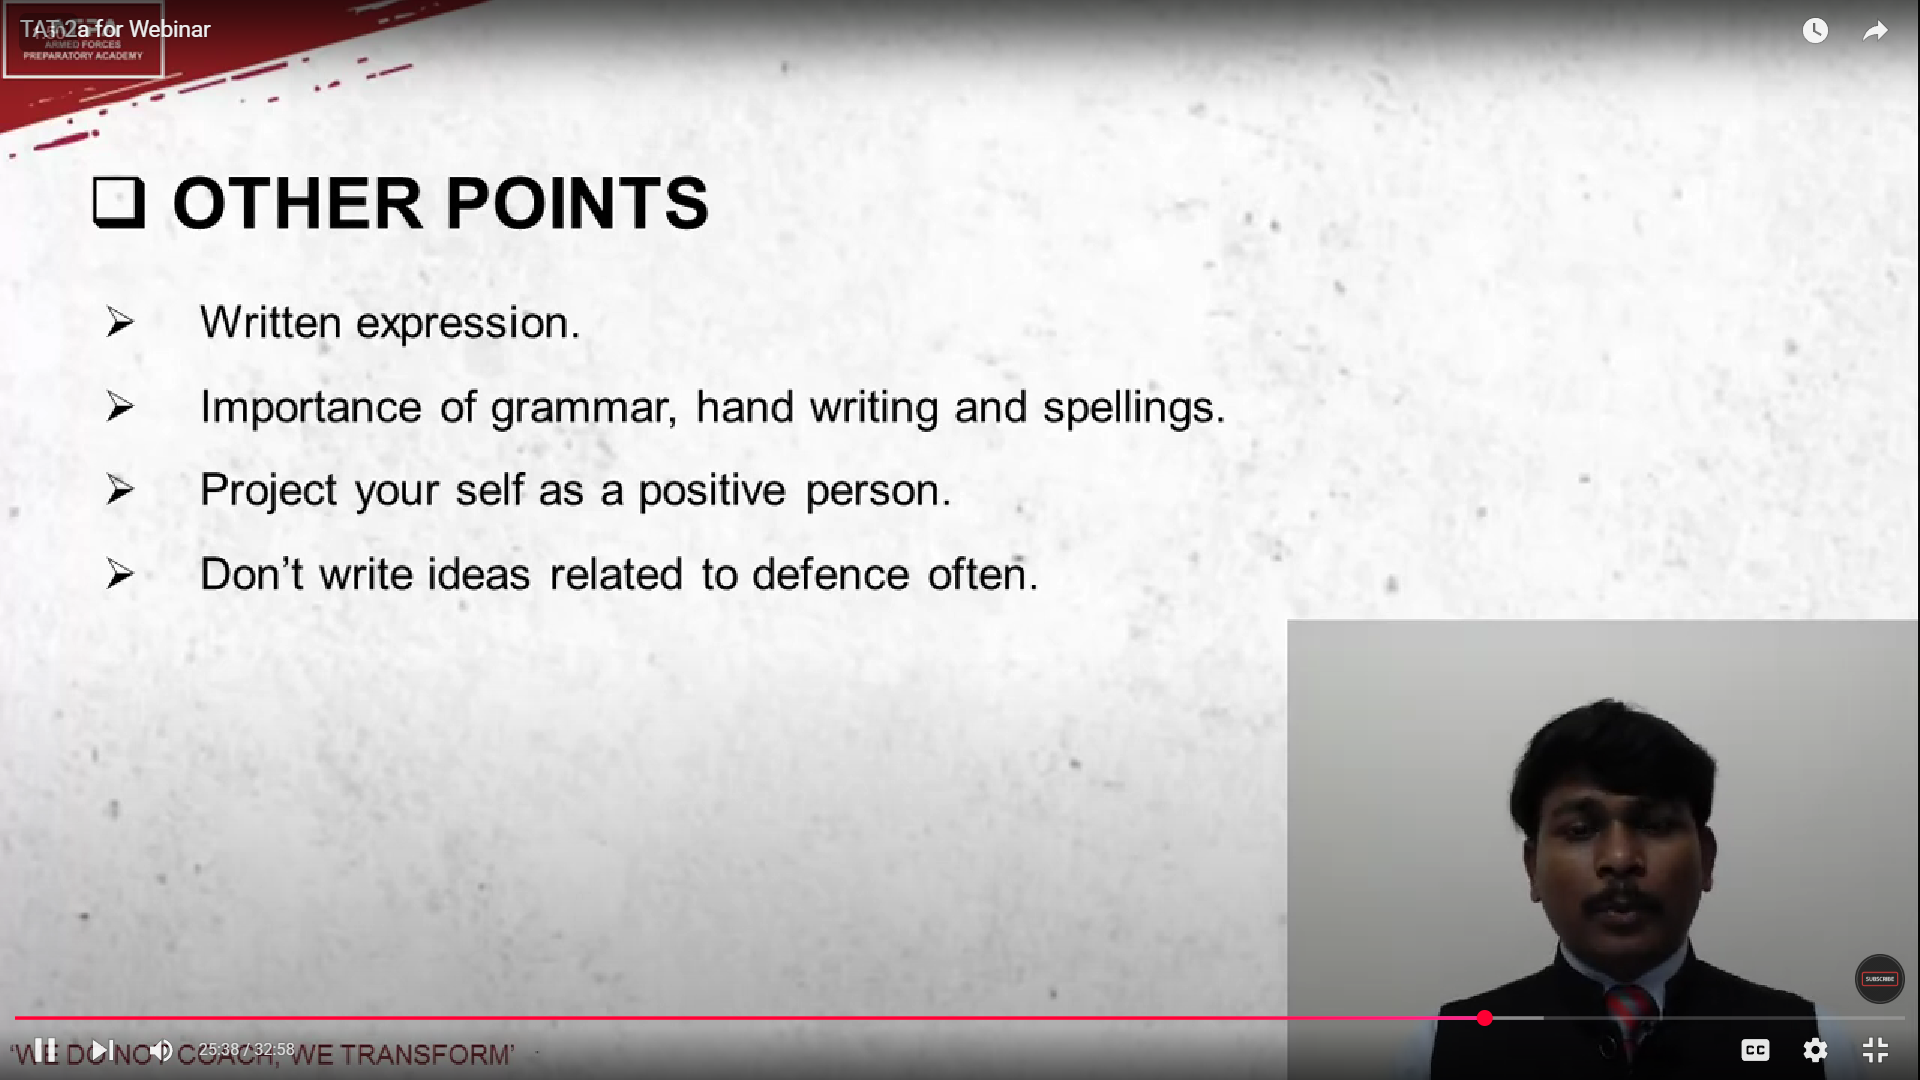 TAT-2a for Webinar
ARMED FORCES
PREPARATORY ACADEMY
OTHER POINTS
Written expression.
Importance of grammar, hand writing and spellings.
Project your self as a positive person.
Don’t write ideas related to defence often.
SUBSCRIBE
25:38 / 32:58
‘WE DO NOT COACH, WE TRANSFORM’
CC